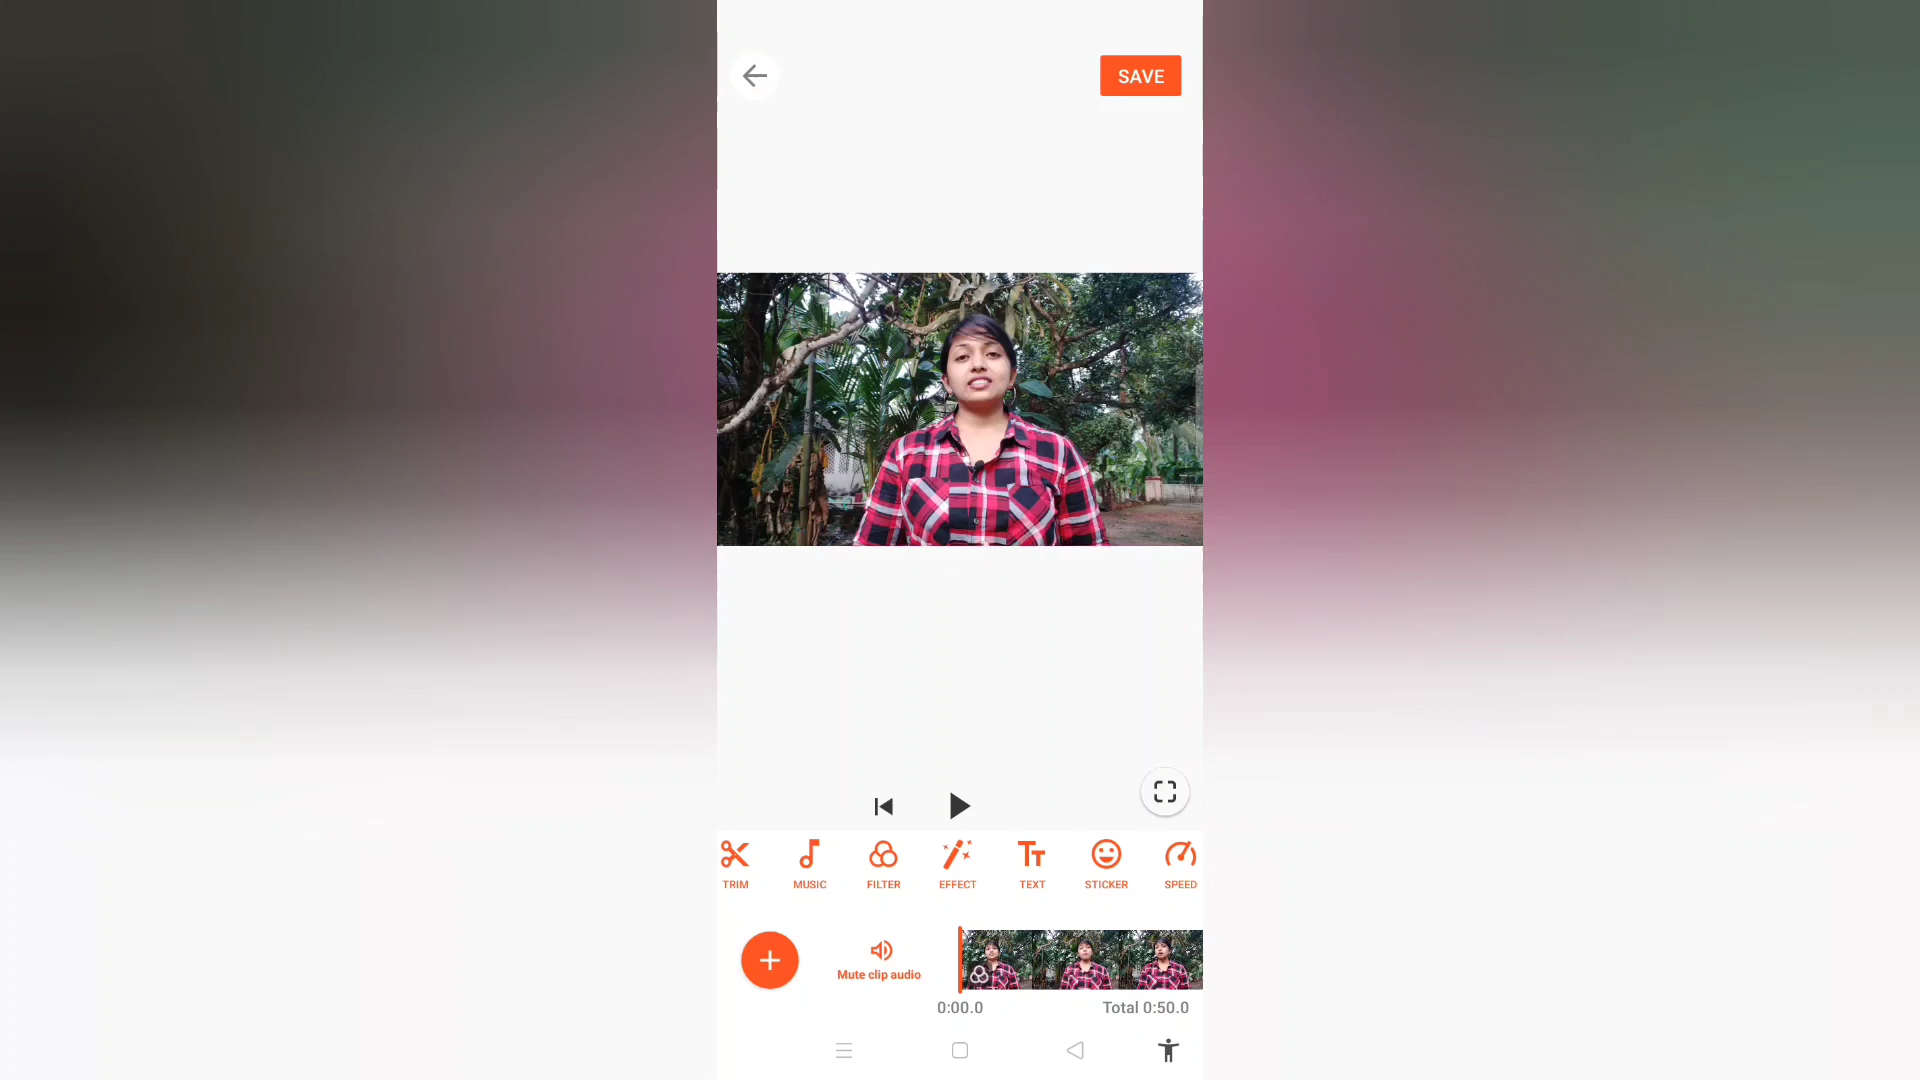 SAVE
TRIM
MUSIC
FILTER
EFFECT
TEXT
STICKER
SPEED
Mute clip audio
0:00.0
Total 0:50.0